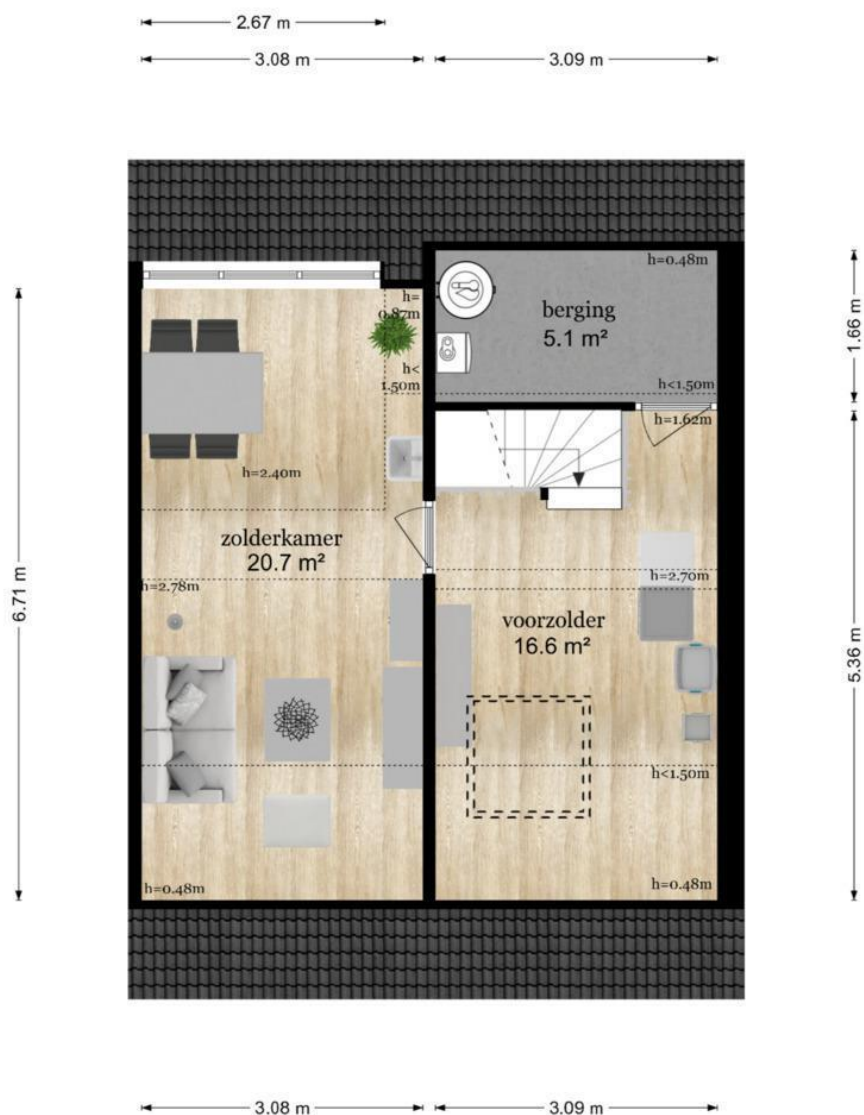 2.67 m
3.08 m
3.09 m
h=0.48m
h=
0.87m
berging
5.1 m²
1.66 m
h<
1.50m
h<1.50m
h=1.62m
h=2.40m
zolderkamer
20.7 m²
h=2.70m
h=2.78m
6.71 m
voorzolder
16.6 m²
5.36 m
h<1.50m
h=0.48m
h=0.48m
3.08 m
3.09 m